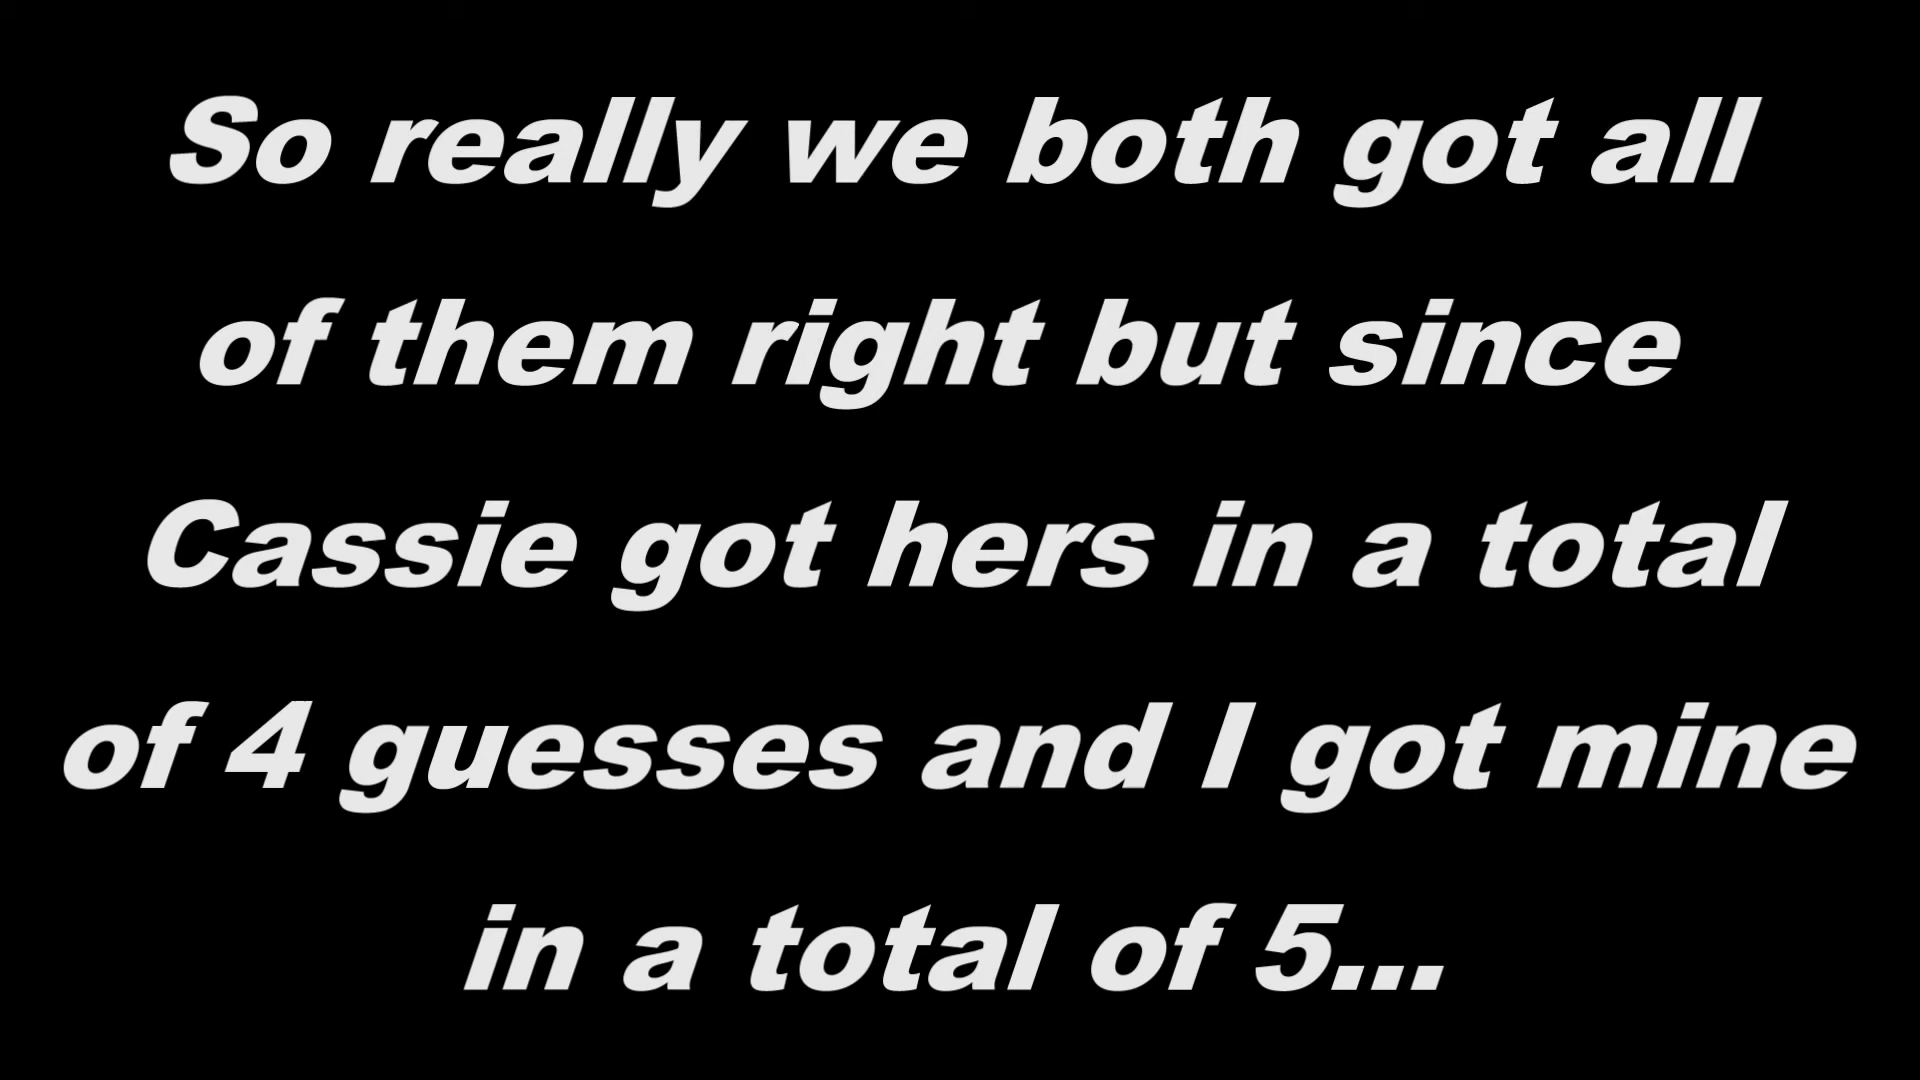 So really we both got all
of them right but since
Cassie got hers in a total
of 4 guesses and I got mine
in a total of 5...